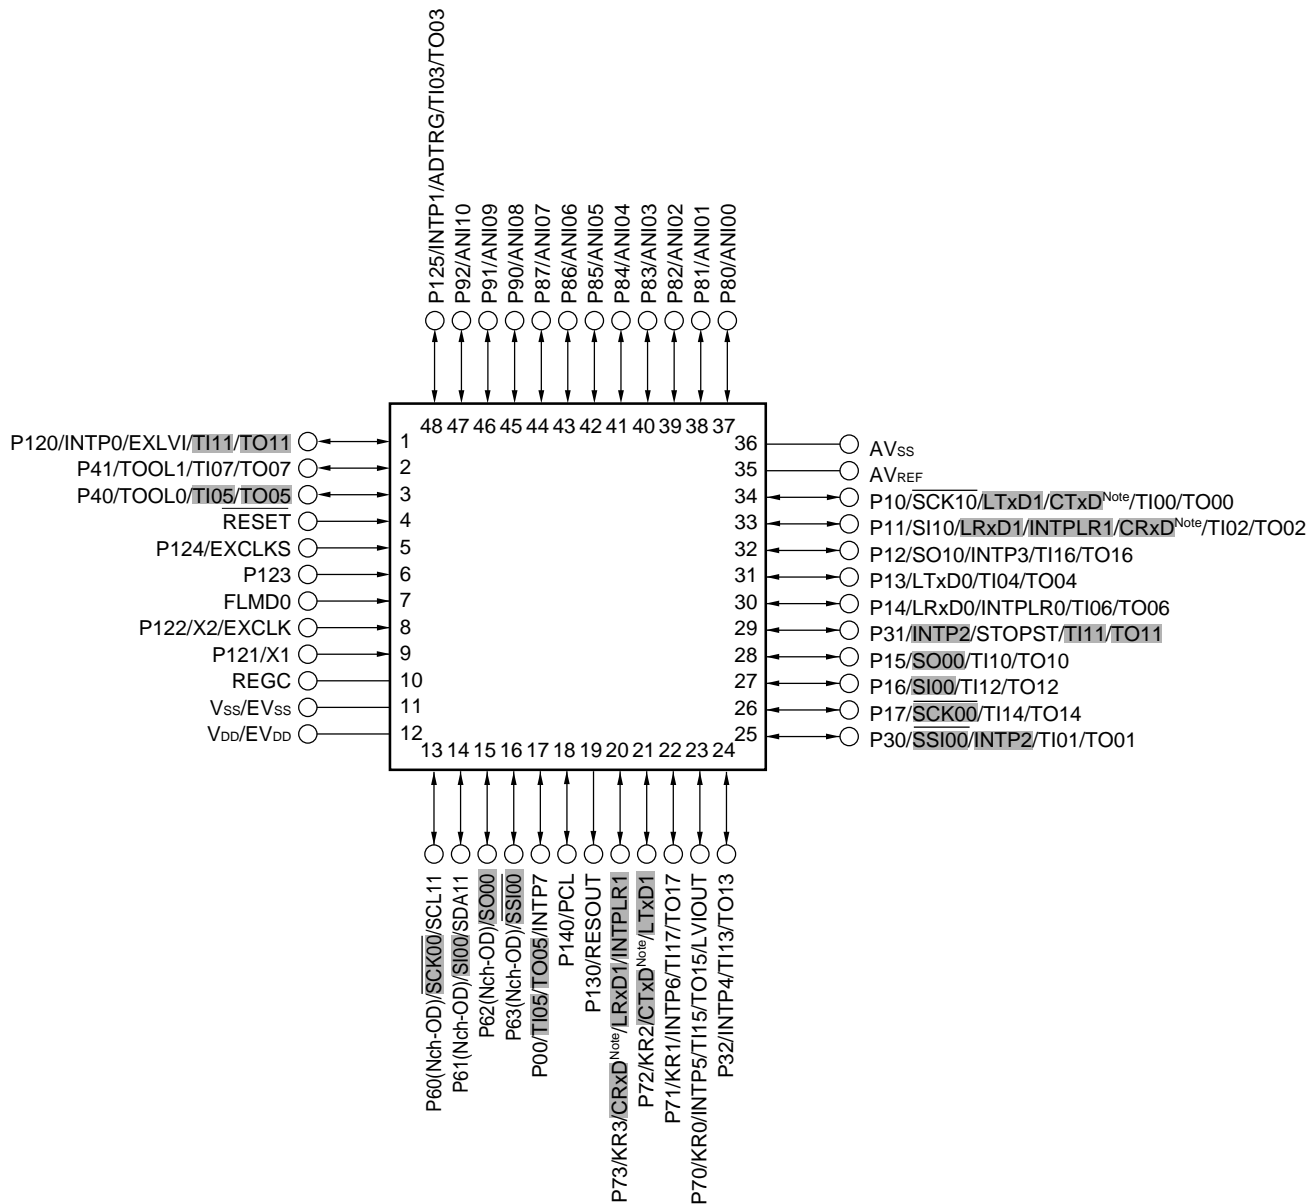 P125/INTP1/ADTRG/TI03/TO03
P92/ANI10
P91/ANI09
P90/ANI08
P87/ANI07
P86/ANI06
P85/ANI05
P84/ANI04
P83/ANI03
P82/ANI02
P81/ANI01
P80/ANI00
48 47 46 45 44 43 42 41 40 39 38 37
P120/INTP0/EXLVI/TI11/TO11 1
P41/TOOL1/TI07/TO07 2
P40/TOOL0/TI05/TO05 3
RESET 4
P124/EXCLKS 5
P123 6
FLMD0 7
P122/X2/EXCLK 8
P121/X1 9
REGC 10
VSS/EVSS 11
VDD/EVDD 12
36 AVSS
35 AVREF
34 P10/SCK10/LTxD1/CTxDNote/TI00/TO00
33 P11/SI10/LRxD1/INTPLR1/CRxDNote/TI02/TO02
32 P12/SO10/INTP3/TI16/TO16
31 P13/LTxD0/TI04/TO04
30 P14/LRxD0/INTPLR0/TI06/TO06
29 P31/INTP2/STOPST/TI11/TO11
28 P15/SO00/TI10/TO10
27 P16/SI00/TI12/TO12
26 P17/SCK00/TI14/TO14
25 P30/SSI00/INTP2/TI01/TO01
13 14 15 16 17 18 19 20 21 22 23 24
P60(Nch-OD)/SCK00/SCL11
P61(Nch-OD)/SI00/SDA11
P62(Nch-OD)/SO00
P63(Nch-OD)/SSI00
P00/TI05/TO05/INTP7
P140/PCL
P130/RESOUT
P73/KR3/CRxDNote/LRxD1/INTPLR1
P72/KR2/CTxDNote/LTxD1
P71/KR1/INTP6/TI17/TO17
P70/KR0/INTP5/TI15/TO15/LVIOUT
P32/INTP4/TI13/TO13